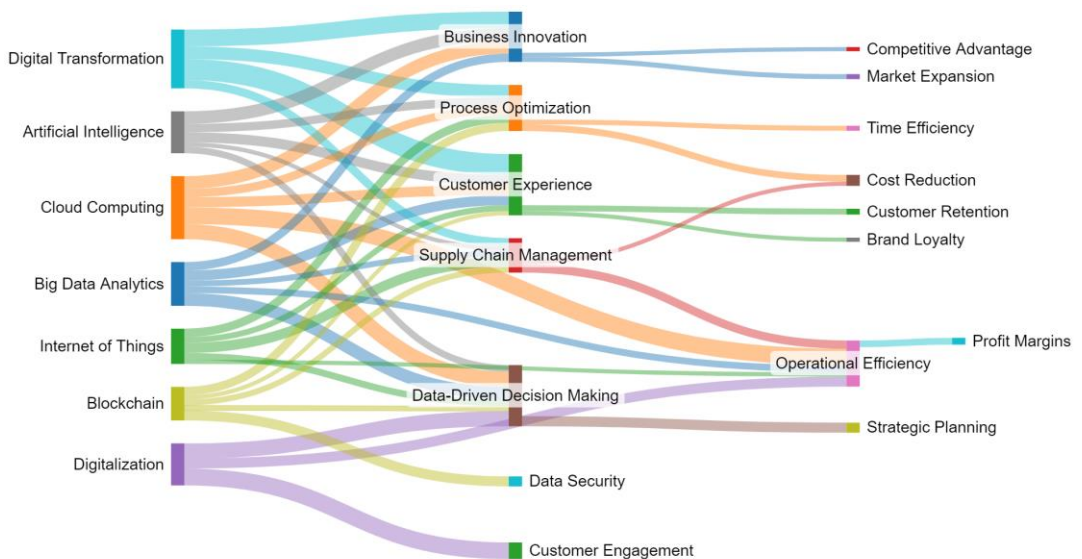 Digital Transformation
Artificial Intelligence
Cloud Computing
Big Data Analytics
Internet of Things
Blockchain
Digitalization
Business Innovation
Process Optimization
Customer Experience
Supply Chain Management
Data-Driven Decision Making
Data Security
Customer Engagement
Competitive Advantage
Market Expansion
Time Efficiency
Cost Reduction
Customer Retention
Brand Loyalty
Operational Efficiency
Strategic Planning
Profit Margins